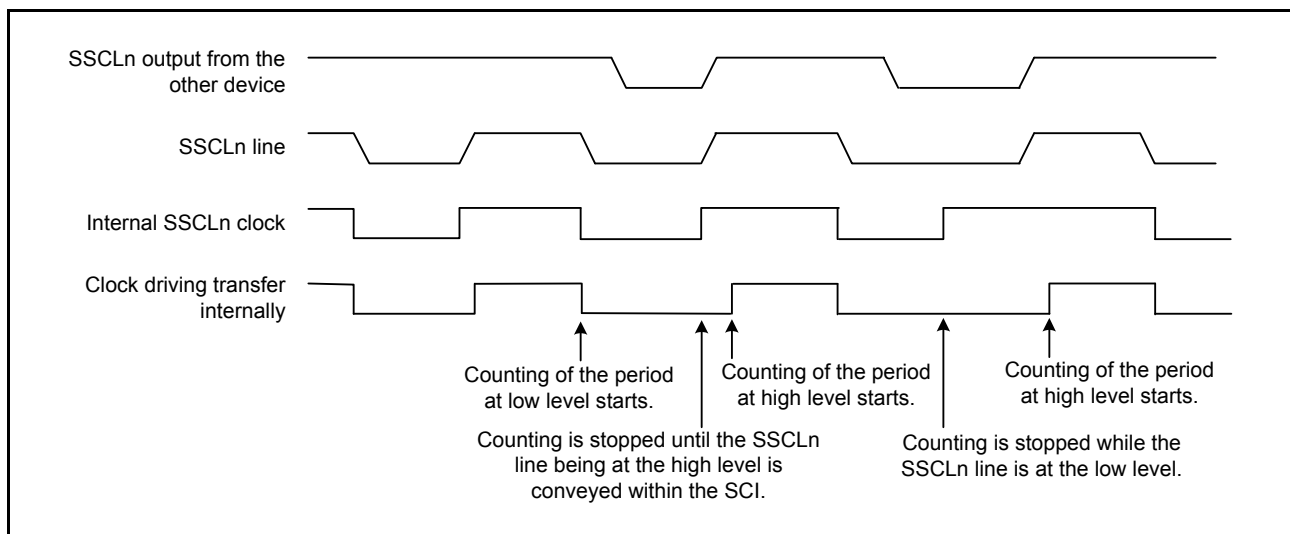 SSCLn output from the
other device
SSCLn line
Internal SSCLn clock
Clock driving transfer
internally
Counting of the period
at low level starts.
Counting of the period
at high level starts.
Counting of the period
at high level starts.
Counting is stopped until the SSCLn
line being at the high level is
conveyed within the SCI.
Counting is stopped while the
SSCLn line is at the low level.